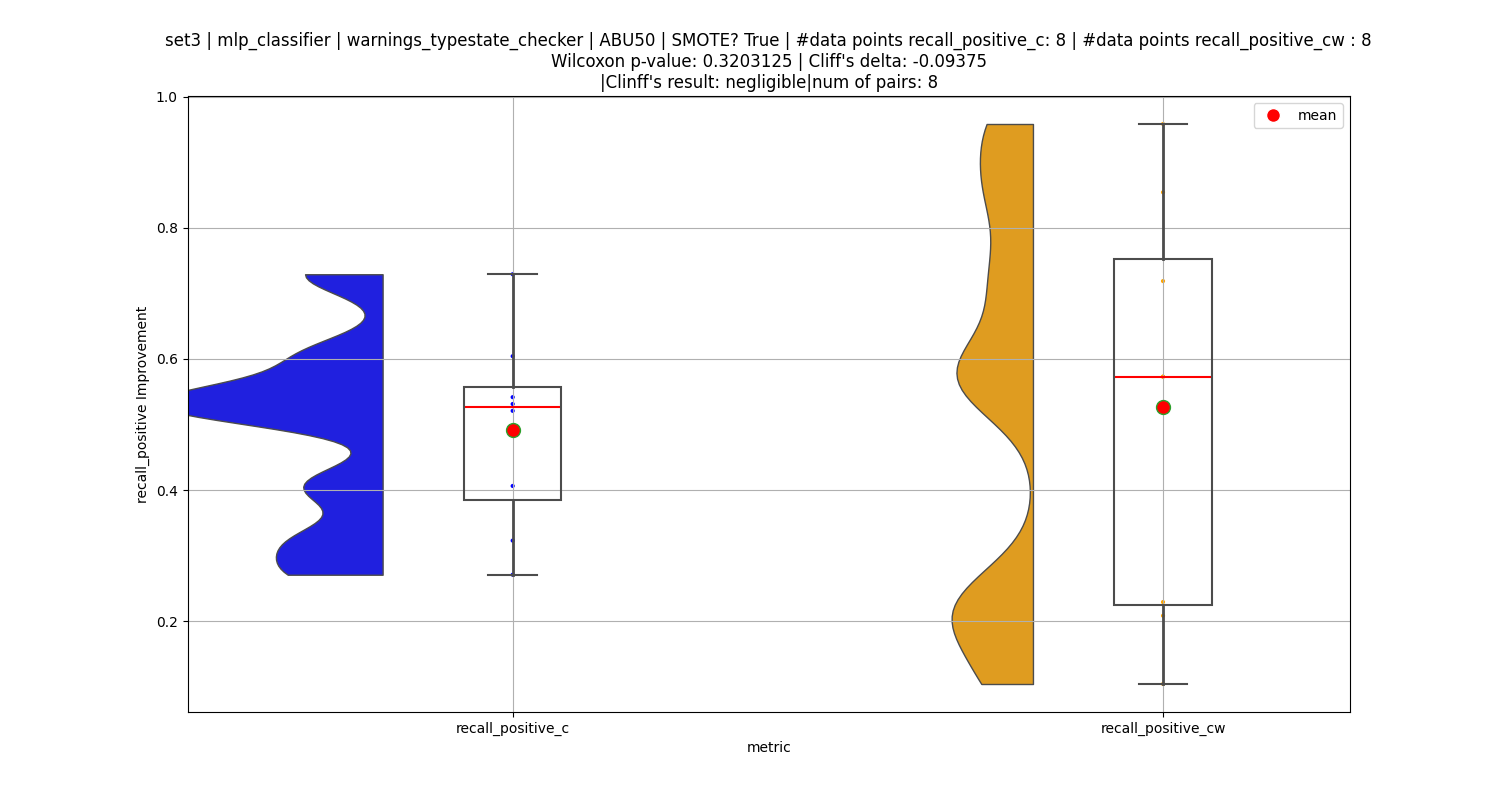 set3 | mlp_classifier | warnings_typestate_checker | ABU50 | SMOTE? True | #data points recall_positive_c: 8 | #data points recall_positive_cw : 8
Wilcoxon p-value: 0.3203125 | Cliff's delta: -0.09375
|Clinff's result: negligible|num of pairs: 8
mean
1.0
0.8
0.6
0.4
0.2
recall_positive Improvement
recall_positive_c
recall_positive_cw
metric